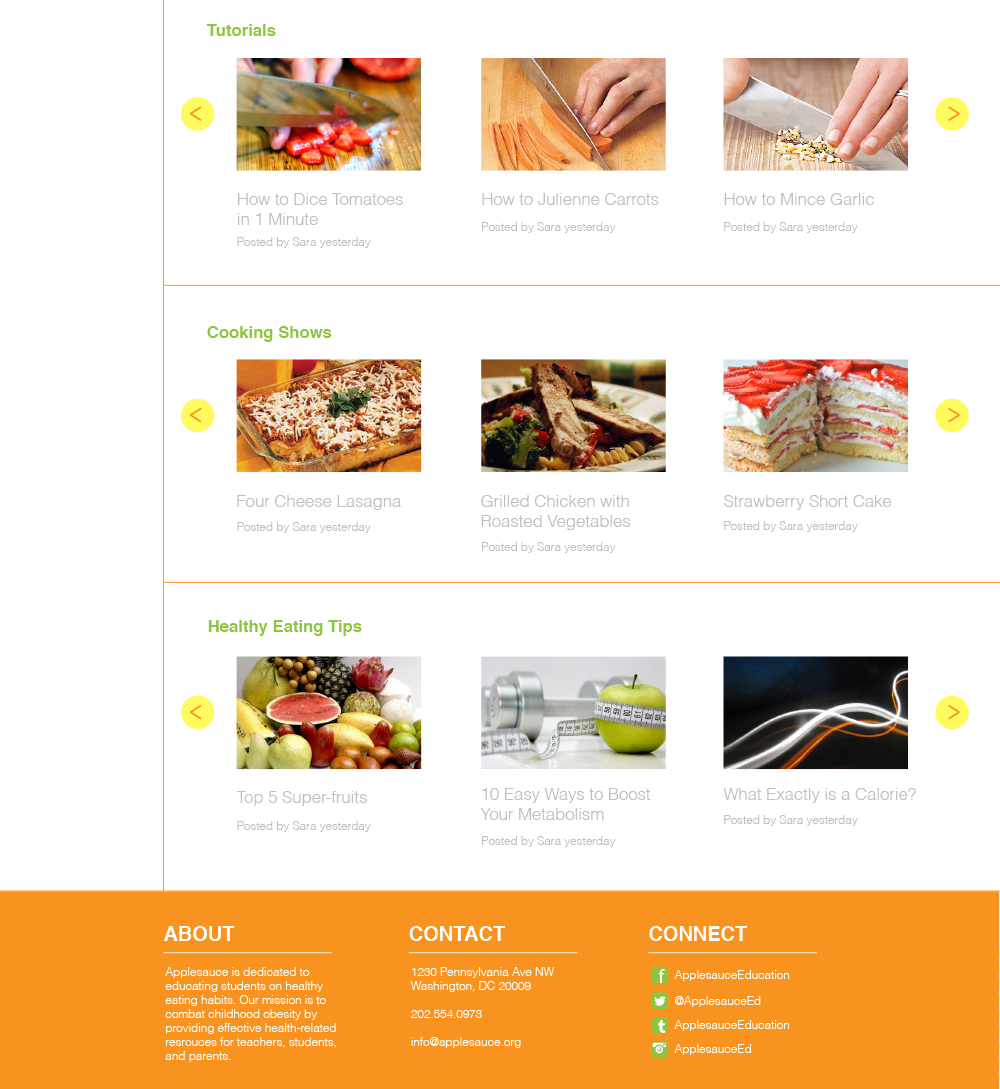 Tutorials
< >
How to Dice Tomatoes
in 1 Minute
Posted by Sara yesterday
How to Julienne Carrots
Posted by Sara yesterday
How to Mince Garlic
Posted by Sara yesterday
Cooking Shows
< >
Four Cheese Lasagna
Posted by Sara yesterday
Grilled Chicken with
Roasted Vegetables
Posted by Sara yesterday
Strawberry Short Cake
Posted by Sara yesterday
Healthy Eating Tips
< >
Top 5 Super-fruits
Posted by Sara yesterday
10 Easy Ways to Boost
Your Metabolism
Posted by Sara yesterday
What Exactly is a Calorie?
Posted by Sara yesterday
ABOUT
Applesauce is dedicated to
educating students on healthy
eating habits. Our mission is to
combat childhood obesity by
providing effective health-related
resrouces for teachers, students,
and parents.
CONTACT
1230 Pennsylvania Ave NW
Washington, DC 20009
202.554.0973
info@applesauce.org
CONNECT
f ApplesauceEducation
@ApplesauceEd
t ApplesauceEducation
ApplesauceEd